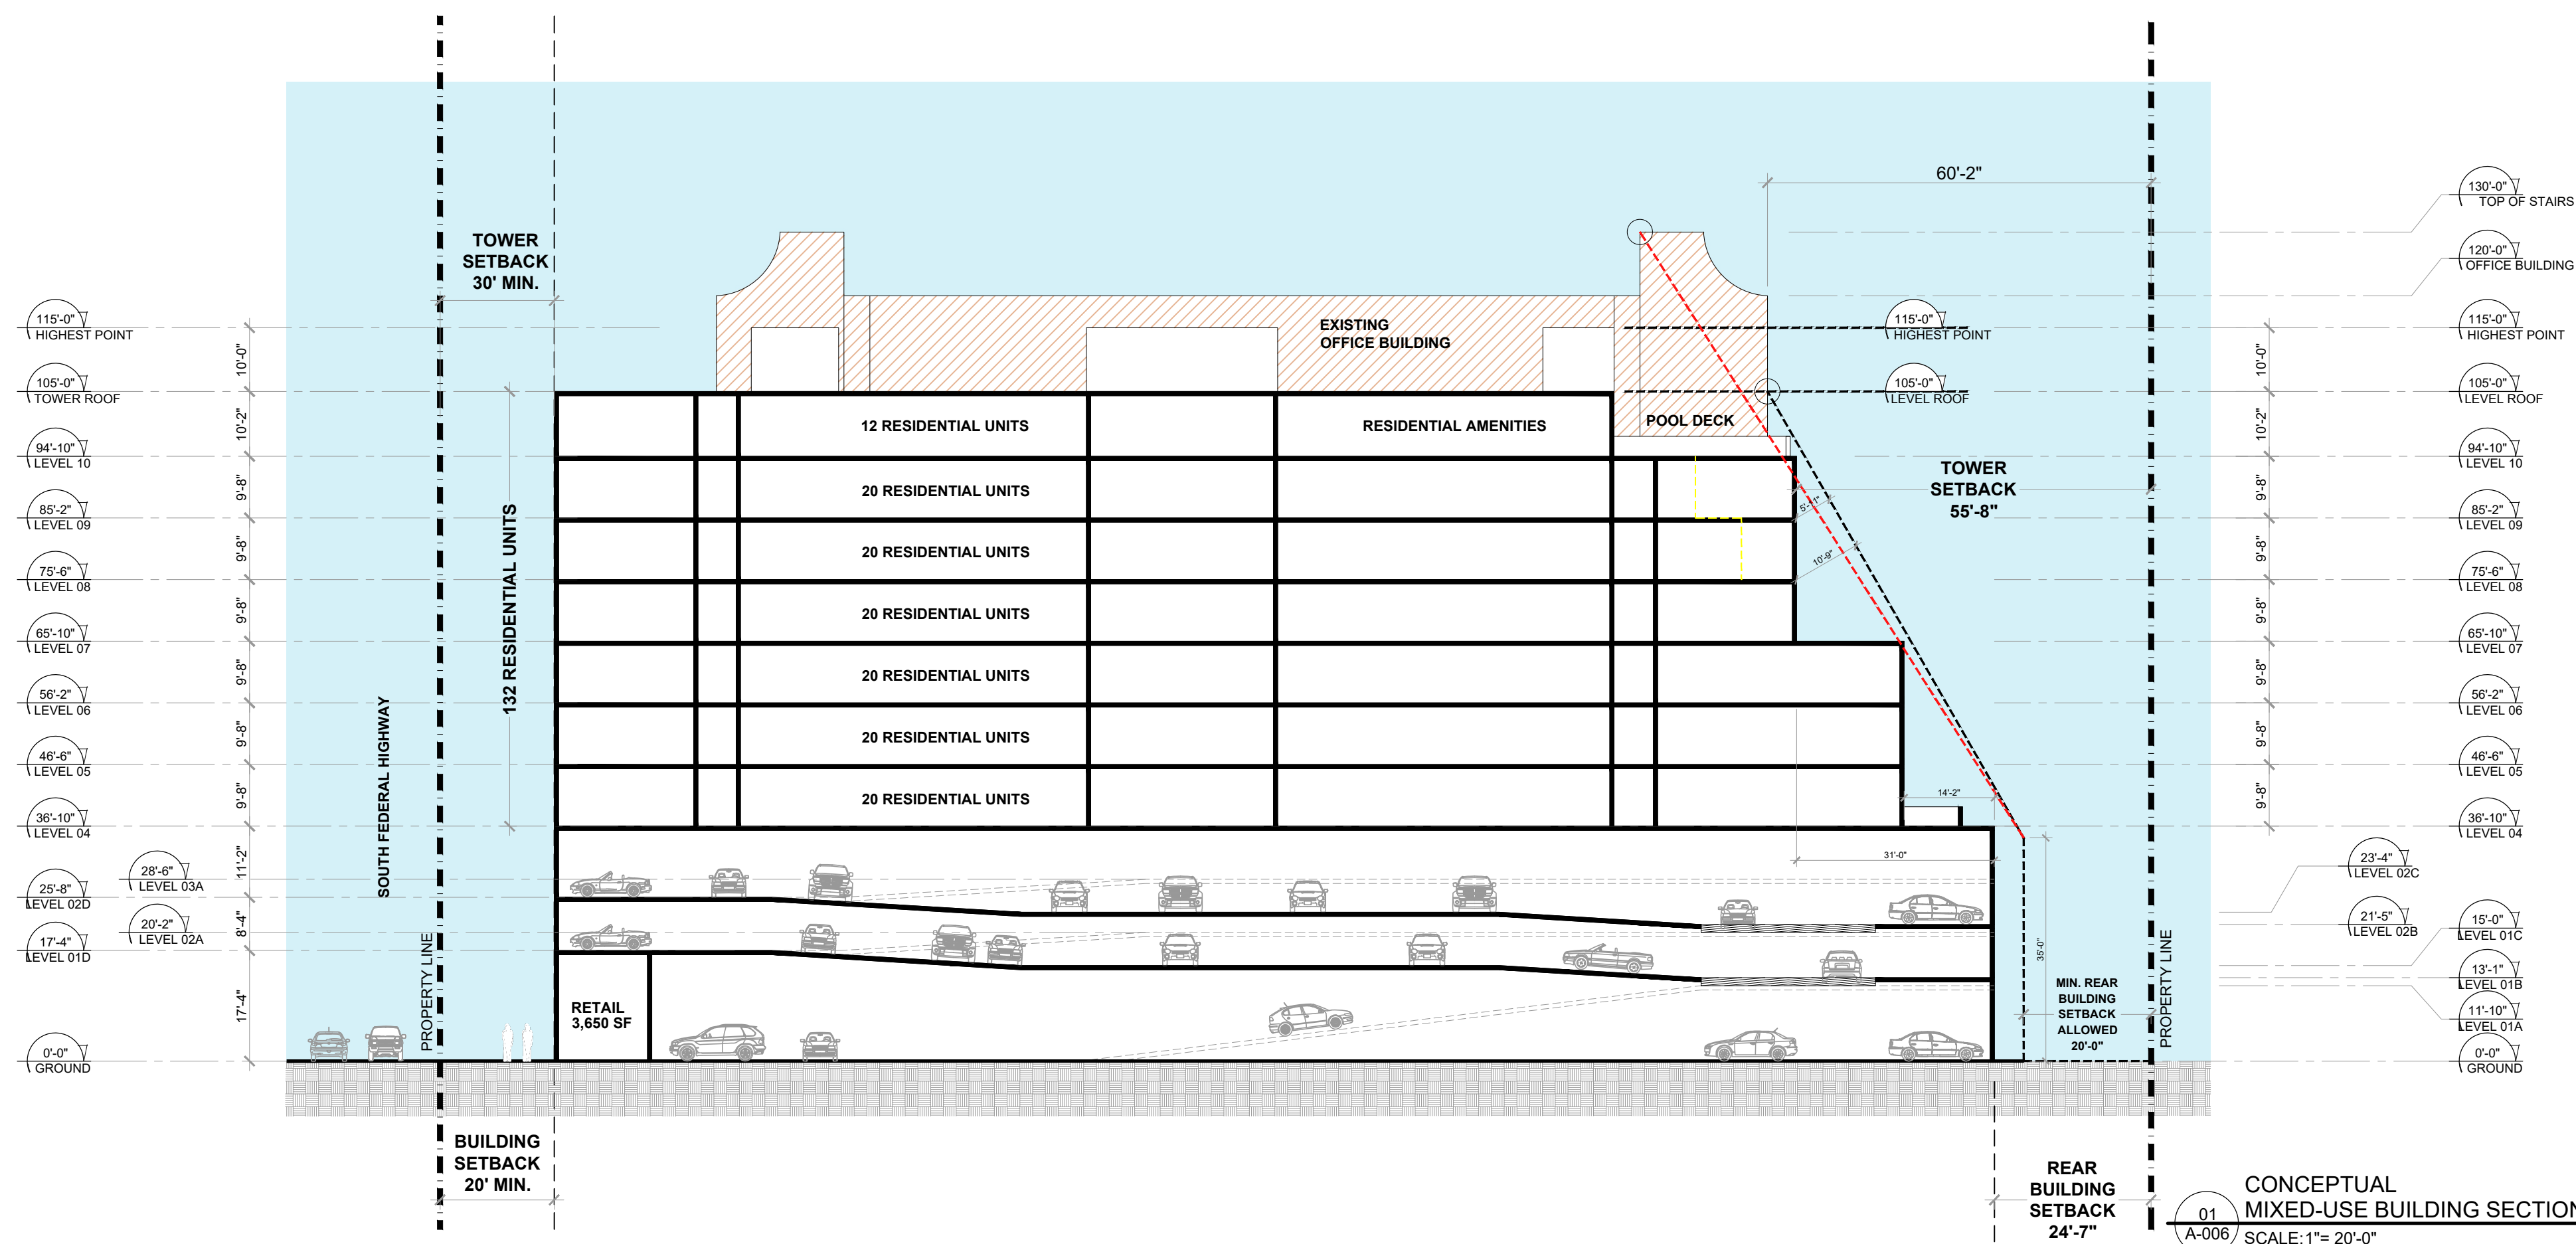 TOWER
SETBACK
30' MIN.
60'-2"
130'-0"
TOP OF STAIRS
120'-0"
OFFICE BUILDING
115'-0"
HIGHEST POINT
10'-0"
105'-0"
TOWER ROOF
10'-2"
94'-10"
LEVEL 10
9'-8"
85'-2"
LEVEL 09
9'-8"
75'-6"
LEVEL 08
9'-8"
65'-10"
LEVEL 07
9'-8"
56'-2"
LEVEL 06
9'-8"
46'-6"
LEVEL 05
9'-8"
36'-10"
LEVEL 04
11'-2"
28'-6"
LEVEL 03A
25'-8"
LEVEL 02D
8'-4"
20'-2"
LEVEL 02A
17'-4"
LEVEL 01D
17'-4"
0'-0"
GROUND
SOUTH FEDERAL HIGHWAY
PROPERTY LINE
132 RESIDENTIAL UNITS
EXISTING
OFFICE BUILDING
115'-0"
HIGHEST POINT
105'-0"
LEVEL ROOF
12 RESIDENTIAL UNITS
RESIDENTIAL AMENITIES
POOL DECK
20 RESIDENTIAL UNITS
20 RESIDENTIAL UNITS
20 RESIDENTIAL UNITS
20 RESIDENTIAL UNITS
20 RESIDENTIAL UNITS
20 RESIDENTIAL UNITS
TOWER
SETBACK
55'-8"
5'-1"
10'-9"
14'-2"
31'-0"
35'-0"
RETAIL
3,650 SF
MIN. REAR
BUILDING
SETBACK
ALLOWED
20'-0"
PROPERTY LINE
115'-0"
HIGHEST POINT
10'-0"
105'-0"
LEVEL ROOF
10'-2"
94'-10"
LEVEL 10
9'-8"
85'-2"
LEVEL 09
9'-8"
75'-6"
LEVEL 08
9'-8"
65'-10"
LEVEL 07
9'-8"
56'-2"
LEVEL 06
9'-8"
46'-6"
LEVEL 05
9'-8"
36'-10"
LEVEL 04
23'-4"
LEVEL 02C
21'-5"
LEVEL 02B
15'-0"
LEVEL 01C
13'-1"
LEVEL 01B
11'-10"
LEVEL 01A
0'-0"
GROUND
BUILDING
SETBACK
20' MIN.
REAR
BUILDING
SETBACK
24'-7"
01
A-006
CONCEPTUAL
MIXED-USE BUILDING SECTION
SCALE:1"= 20'-0"